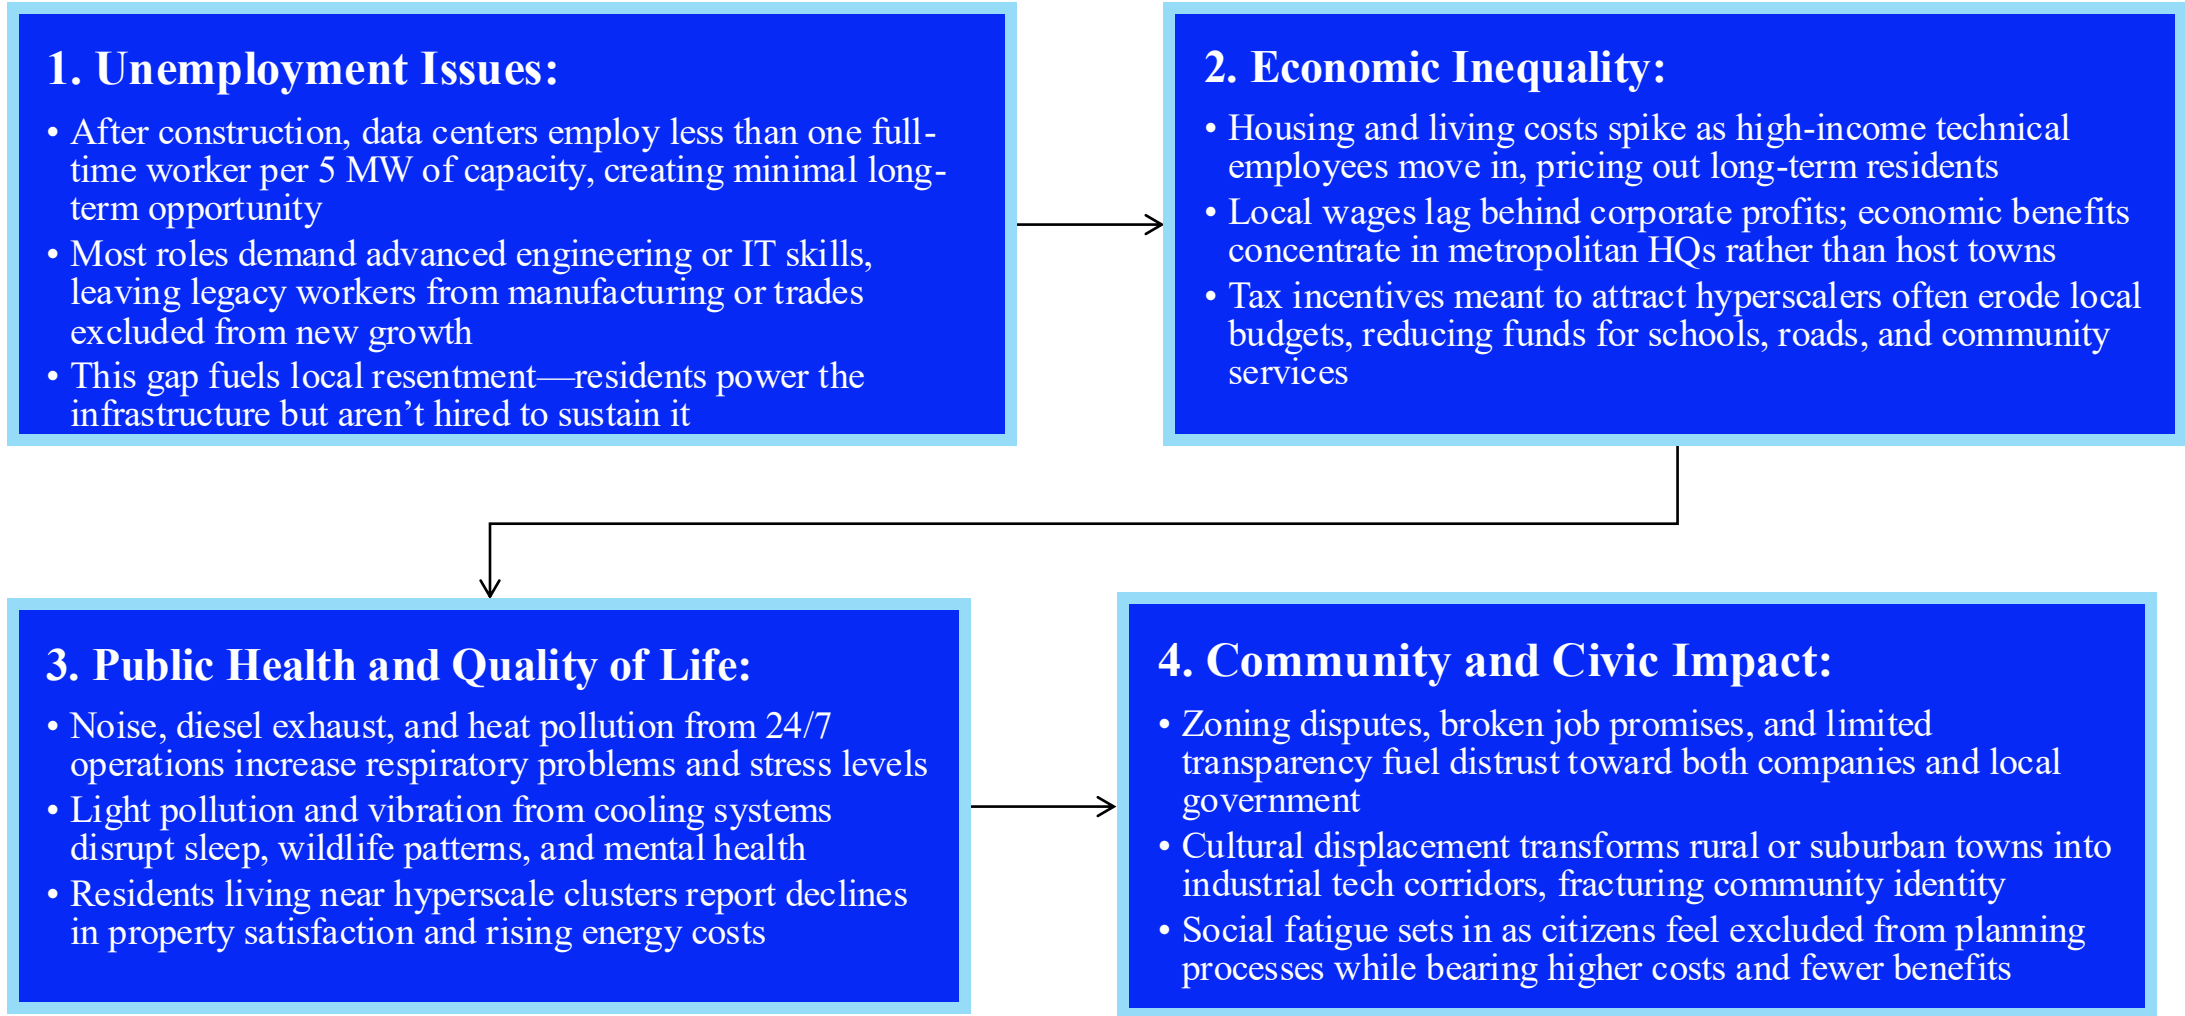 1. Unemployment Issues:
• After construction, data centers employ less than one full-
time worker per 5 MW of capacity, creating minimal long-
term opportunity
• Most roles demand advanced engineering or IT skills,
leaving legacy workers from manufacturing or trades
excluded from new growth
• This gap fuels local resentment—residents power the
infrastructure but aren’t hired to sustain it
2. Economic Inequality:
• Housing and living costs spike as high-income technical
employees move in, pricing out long-term residents
• Local wages lag behind corporate profits; economic benefits
concentrate in metropolitan HQs rather than host towns
• Tax incentives meant to attract hyperscalers often erode local
budgets, reducing funds for schools, roads, and community
services
3. Public Health and Quality of Life:
• Noise, diesel exhaust, and heat pollution from 24/7
operations increase respiratory problems and stress levels
• Light pollution and vibration from cooling systems
disrupt sleep, wildlife patterns, and mental health
• Residents living near hyperscale clusters report declines
in property satisfaction and rising energy costs
4. Community and Civic Impact:
• Zoning disputes, broken job promises, and limited
transparency fuel distrust toward both companies and local
government
• Cultural displacement transforms rural or suburban towns into
industrial tech corridors, fracturing community identity
• Social fatigue sets in as citizens feel excluded from planning
processes while bearing higher costs and fewer benefits